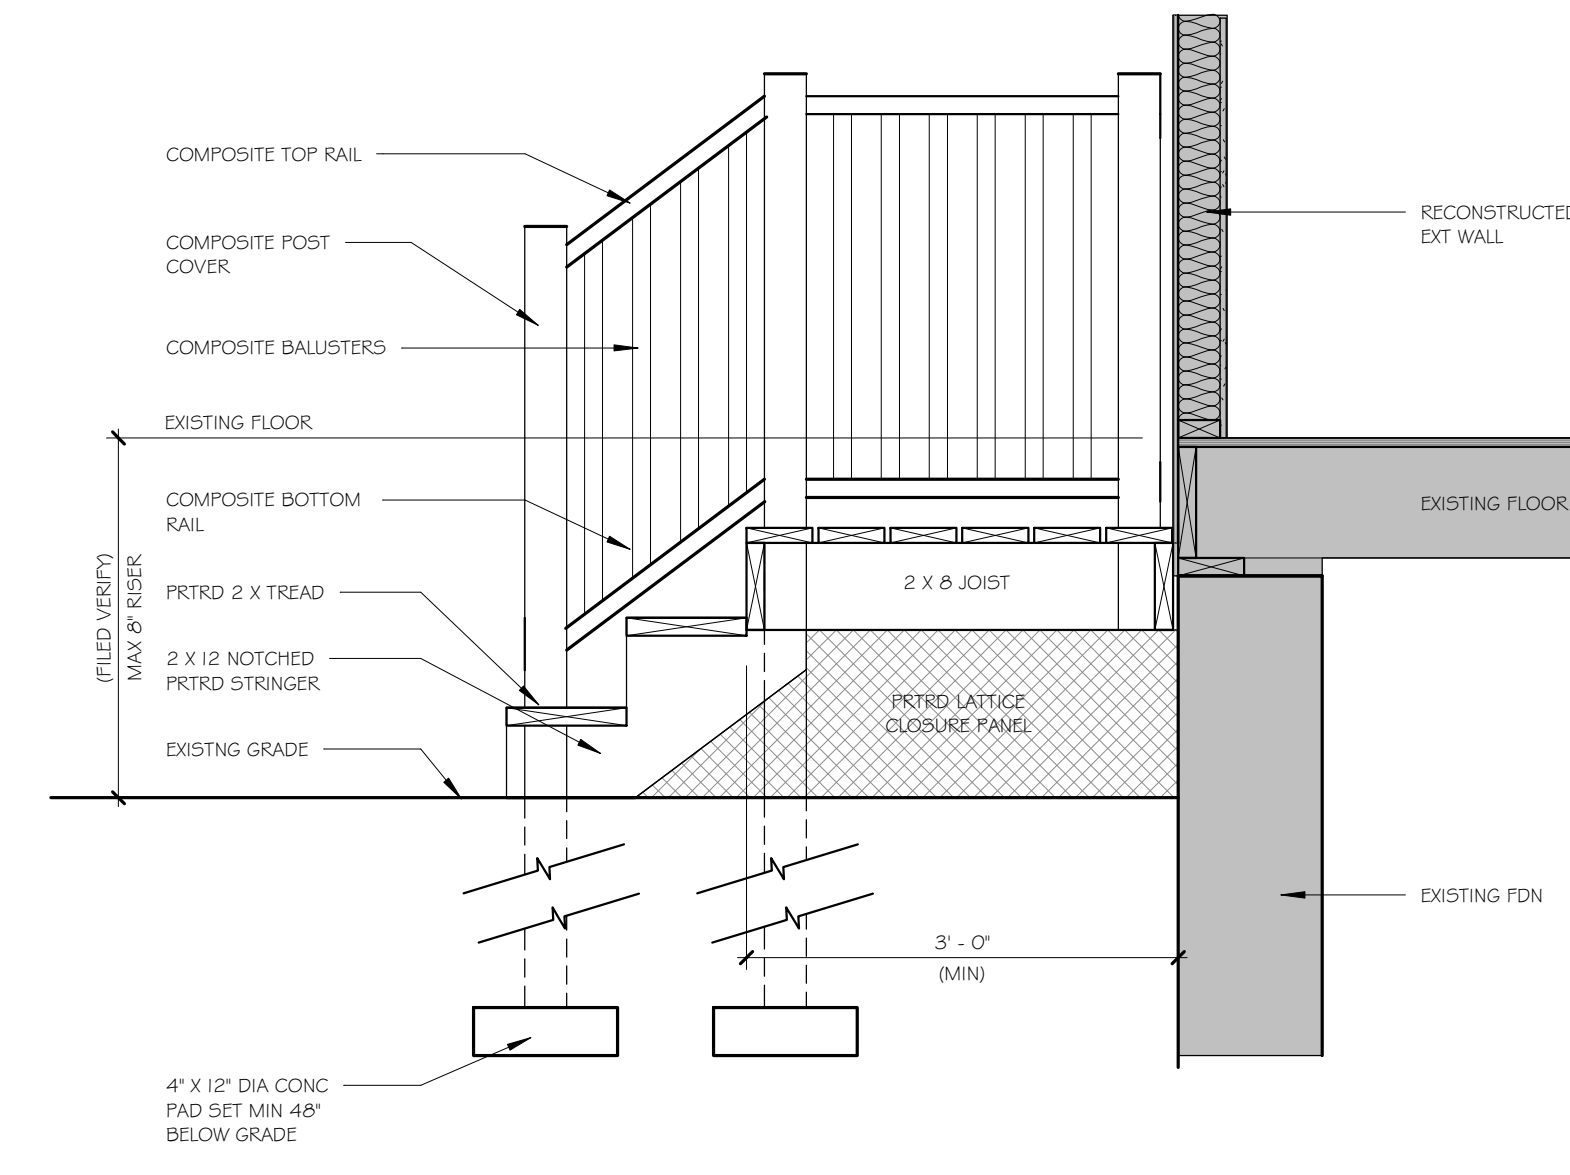 COMPOSITE TOP RAIL
COMPOSITE POST
COVER
COMPOSITE BALUSTERS
EXISTING FLOOR
COMPOSITE BOTTOM
RAIL
PRTRD 2 X TREAD
2 X 12 NOTCHED
PRTRD STRINGER
EXISTNG GRADE
(FILED VERIFY)
MAX 8" RISER
4" X 12" DIA CONC
PAD SET MIN 48"
BELOW GRADE
2 X 8 JOIST
PRTRD LATTICE
CLOSURE PANEL
3' - 0"
(MIN)
RECONSTRUCTED
EXT WALL
EXISTING FLOOR
EXISTING FDN